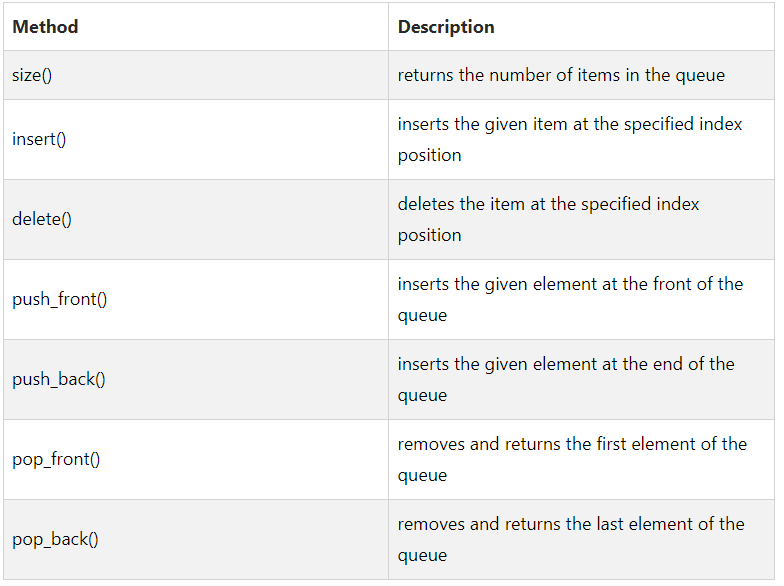 Method Description
size() returns the number of items in the queue
insert() inserts the given item at the specified index
position
delete() deletes the item at the specified index
position
push_front() inserts the given element at the front of the
queue
push_back() inserts the given element at the end of the
queue
pop_front() removes and returns the first element of the
queue
pop_back() removes and returns the last element of the
queue